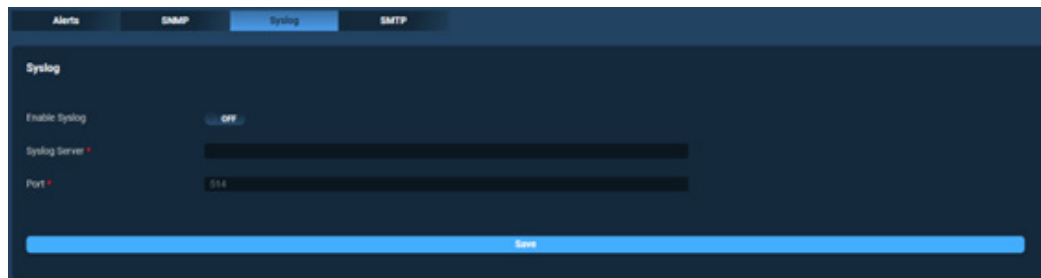 Alerts SNMP Syslog SMTP
Syslog
Enable Syslog OFF
Syslog Server *
Port * 514
Save